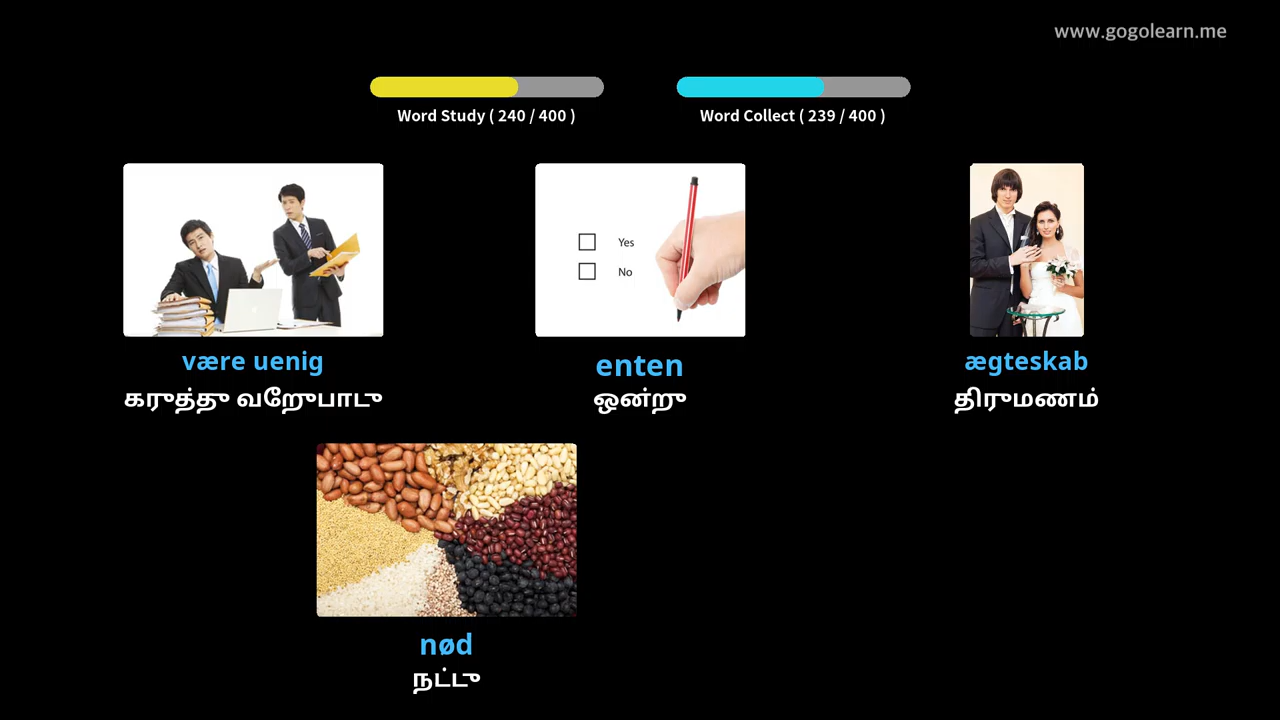 www.gogolearn.me
Word Study ( 240 / 400 )
Word Collect ( 239 / 400 )
Yes
No
være uenig
enten
ægteskab
கருத்து வறேுபாடு
ஒன்று
திருமணம்
nød
நட்டு